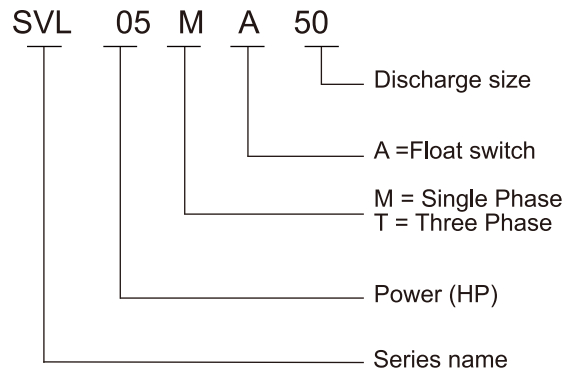 SVL 05 M A 50
Discharge size
A =Float switch
M = Single Phase
T = Three Phase
Power (HP)
Series name